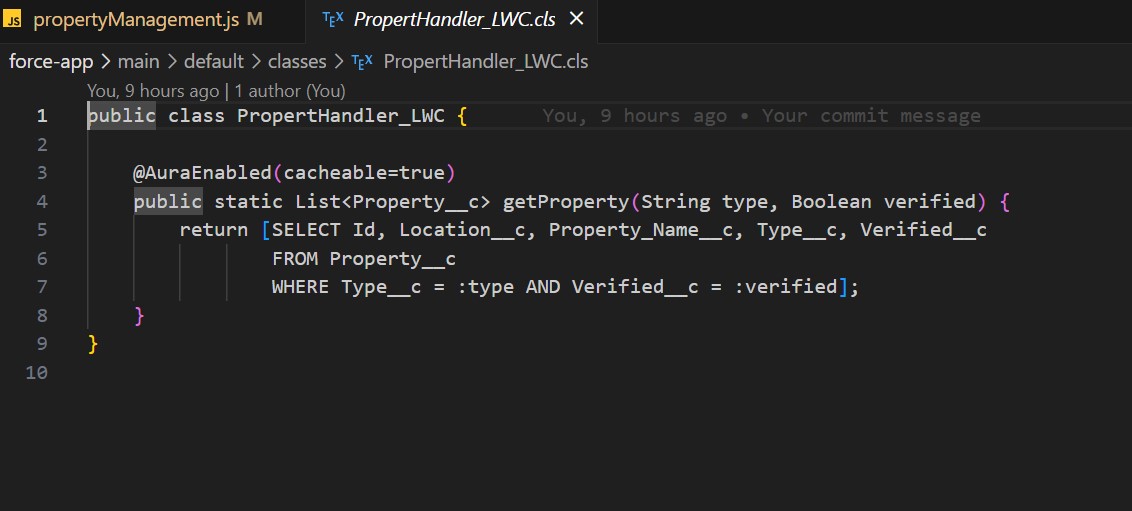 JS propertyManagement.js M
TEX PropertHandler_LWC.cls ✕
force-app > main > default > classes > TEX PropertHandler_LWC.cls
You, 9 hours ago | 1 author (You)
1 public class PropertHandler_LWC { You, 9 hours ago • Your commit message
2
3 @AuraEnabled(cacheable=true)
4 public static List<Property__c> getProperty(String type, Boolean verified) {
5 return [SELECT Id, Location__c, Property_Name__c, Type__c, Verified__c
6 FROM Property__c
7 WHERE Type__c = :type AND Verified__c = :verified];
8 }
9 }
10